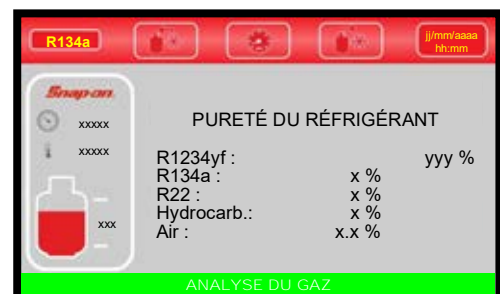 R134a
jj/mm/aaaa
hh:mm
Snap-on
xxxxx
xxxxx
xxx
PURETÉ DU RÉFRIGÉRANT
R1234yf : yyy %
R134a : x %
R22 : x %
Hydrocarb.: x %
Air : x.x %
ANALYSE DU GAZ